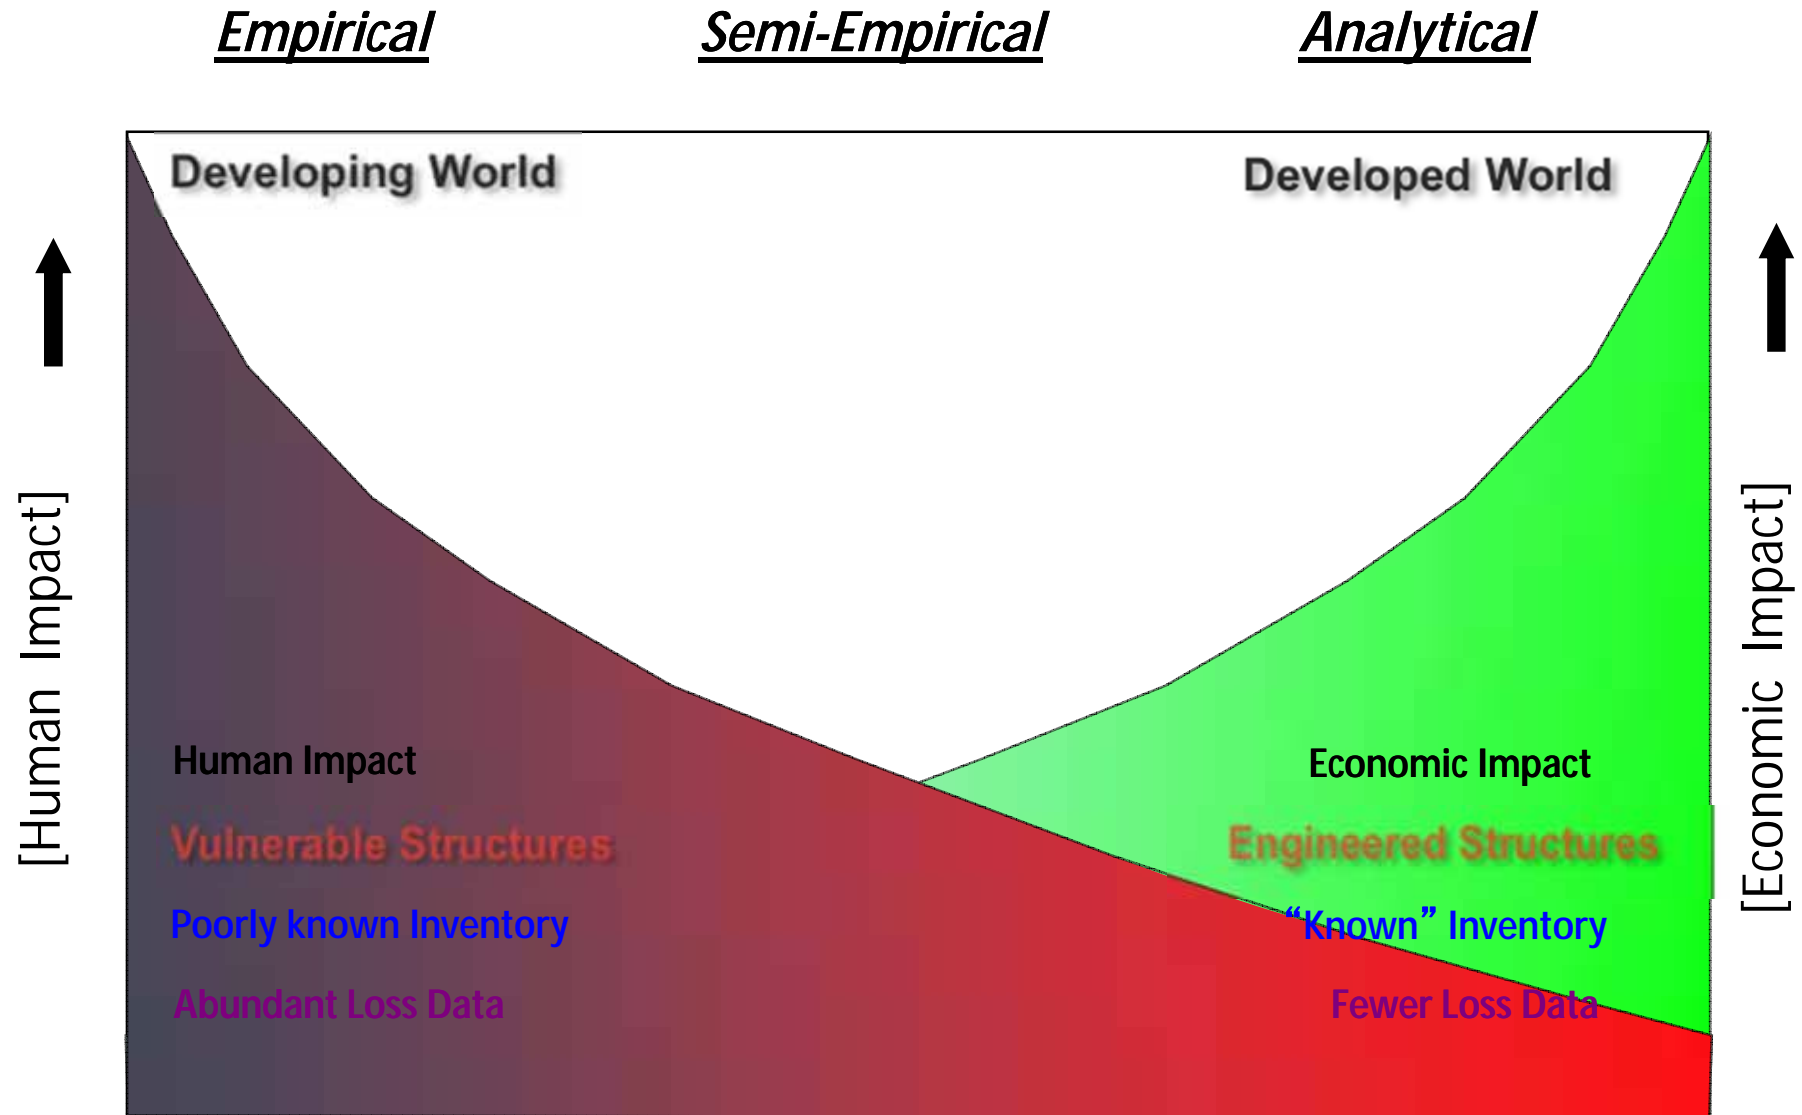 Empirical
Semi-Empirical
Analytical
Developing World
Developed World
[Human Impact]
[Economic Impact]
Human Impact
Economic Impact
Vulnerable Structures
Engineered Structures
Poorly known Inventory
“Known” Inventory
Abundant Loss Data
Fewer Loss Data